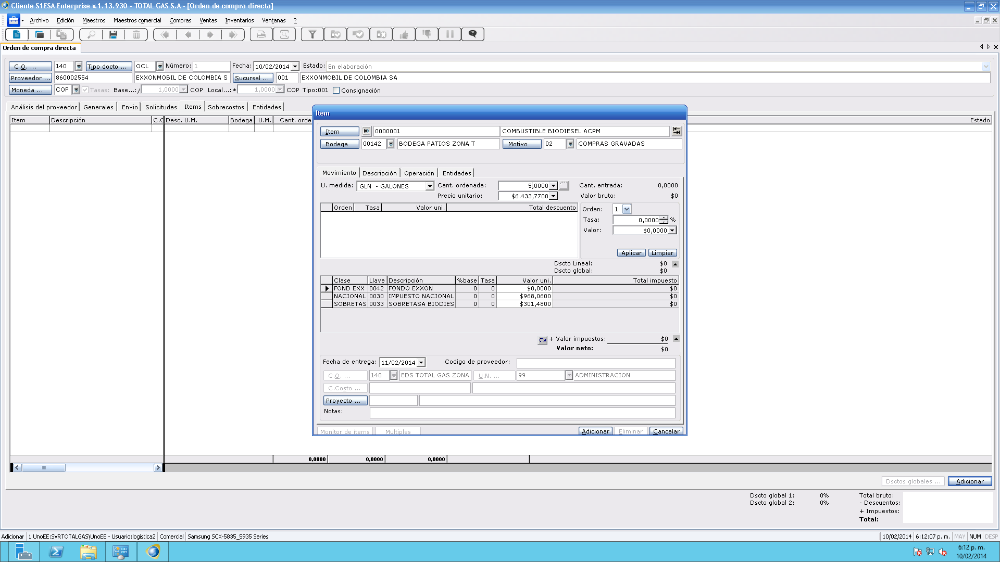 Cliente S1ESA Enterprise v.1.13.930 - TOTAL GAS S.A - [Orden de compra directa]
Archivo Edición Maestros Maestros comercial Compras Ventas Inventarios Ventanas ?
Orden de compra directa
C.O. ... 140 Tipo docto ... OCL Número: 1 Fecha: 10/02/2014 Estado: En elaboración
Proveedor ... 860002554 EXXONMOBIL DE COLOMBIA S Sucursal ... 001 EXXONMOBIL DE COLOMBIA SA
Moneda ... COP Tasas: Base...:/ 1,0000 COP Local...: * 1,0000 COP Tipo:001 Consignación
Análisis del proveedor Generales Envio Solicitudes Items Sobrecostos Entidades
Item Descripción C.O Desc. U.M. Bodega U.M. Cant. orde Estado
Item
Item 0000001 COMBUSTIBLE BIODIESEL ACPM
Bodega 00142 BODEGA PATIOS ZONA T Motivo 02 COMPRAS GRAVADAS
Movimiento Descripción Operación Entidades
U. medida: GLN - GALONES Cant. ordenada: 5,0000 Cant. entrada: 0,0000
Precio unitario: $6.433,7700 Valor bruto: $0
Orden Tasa Valor uni. Total descuento
Orden: 1
Tasa: 0,0000 %
Valor: $0,0000
Aplicar Limpiar
Dscto Lineal: $0
Dscto global: $0
Clase Llave Descripción %base Tasa Valor uni. Total impuesto
FOND EXX 0042 FONDO EXXON 0 0 $0,0000 $0
NACIONAL 0030 IMPUESTO NACIONAL 0 0 $968,0600 $0
SOBRETAS 0033 SOBRETASA BIODIES 0 0 $301,4800 $0
+ Valor impuestos: $0
Valor neto: $0
Fecha de entrega: 11/02/2014 Codigo de proveedor:
C.O. ... 140 EDS TOTAL GAS ZONA U.N. ... 99 ADMINISTRACION
C.Costo ...
Proyecto ...
Notas:
Monitor de ítems Multiples Adicionar Eliminar Cancelar
0,0000 0,0000 0,0000
Dsctos globales ... Adicionar
Dscto global 1: 0% Total bruto:
Dscto global 2: 0% - Descuentos:
+ Impuestos:
Total:
Adicionar 1 UnoEE:SVRTOTALGAS\UnoEE - Usuario:logistica2 Comercial Samsung SCX-5835_5935 Series 10/02/2014 6:12:07 p. m. MAY NUM DESP
6:12 p. m.
10/02/2014